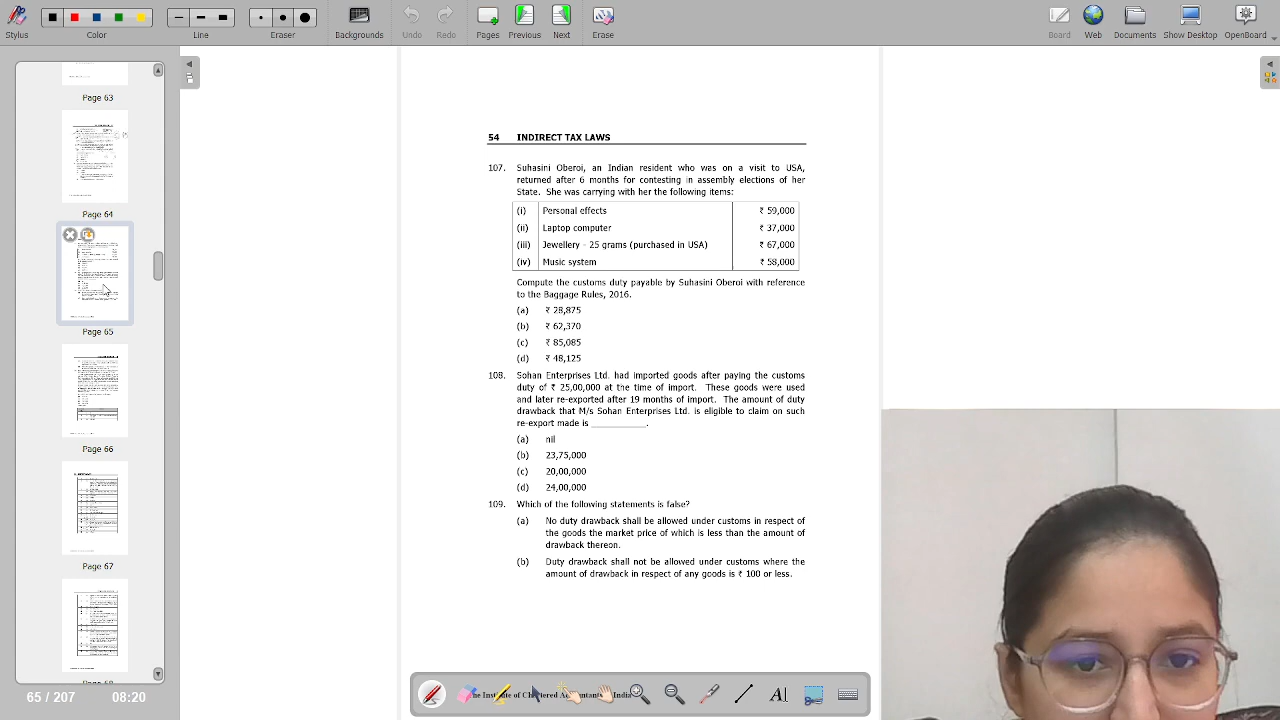 Stylus
Color
Line
Eraser
Backgrounds
Undo
Redo
Pages
Previous
Next
Erase
Board
Web
Documents
Show Desktop
OpenBoard
Page 63
Page 64
Page 65
Page 66
Page 67
65 / 207
08:20
54 INDIRECT TAX LAWS
107. Suhasini Oberoi, an Indian resident who was on a visit to USA,
returned after 6 months for contesting in assembly elections of her
State. She was carrying with her the following items:
(i) Personal effects ₹ 59,000
(ii) Laptop computer ₹ 37,000
(iii) Jewellery - 25 grams (purchased in USA) ₹ 67,000
(iv) Music system ₹ 58,000
Compute the customs duty payable by Suhasini Oberoi with reference
to the Baggage Rules, 2016.
(a) ₹ 28,875
(b) ₹ 62,370
(c) ₹ 85,085
(d) ₹ 48,125
108. Sohan Enterprises Ltd. had imported goods after paying the customs
duty of ₹ 25,00,000 at the time of import. These goods were used
and later re-exported after 19 months of import. The amount of duty
drawback that M/s Sohan Enterprises Ltd. is eligible to claim on such
re-export made is ___________.
(a) nil
(b) 23,75,000
(c) 20,00,000
(d) 24,00,000
109. Which of the following statements is false?
(a) No duty drawback shall be allowed under customs in respect of
the goods the market price of which is less than the amount of
drawback thereon.
(b) Duty drawback shall not be allowed under customs where the
amount of drawback in respect of any goods is ₹ 100 or less.